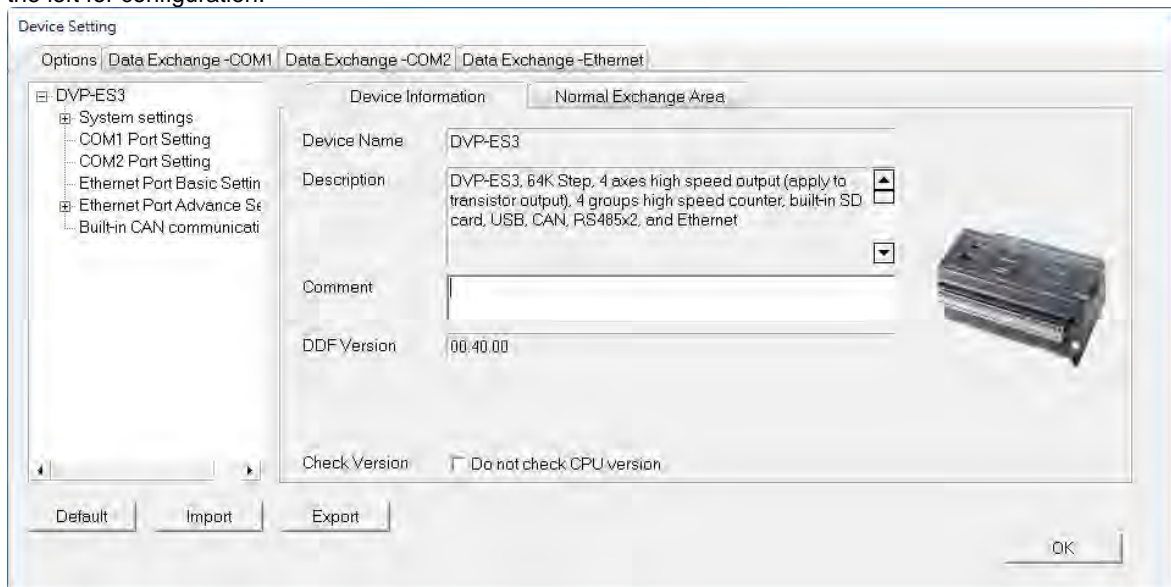 the left for configuration.
Device Setting
Options Data Exchange -COM1 Data Exchange -COM2 Data Exchange -Ethernet
DVP-ES3
System settings
COM1 Port Setting
COM2 Port Setting
Ethernet Port Basic Settin
Ethernet Port Advance Se
Built-in CAN communicati
Device Information Normal Exchange Area
Device Name DVP-ES3
Description DVP-ES3, 64K Step, 4 axes high speed output (apply to
transistor output), 4 groups high speed counter, built-in SD
card, USB, CAN, RS485x2, and Ethernet
Comment
DDF Version 00.40.00
Check Version Do not check CPU version
Default Import Export
OK